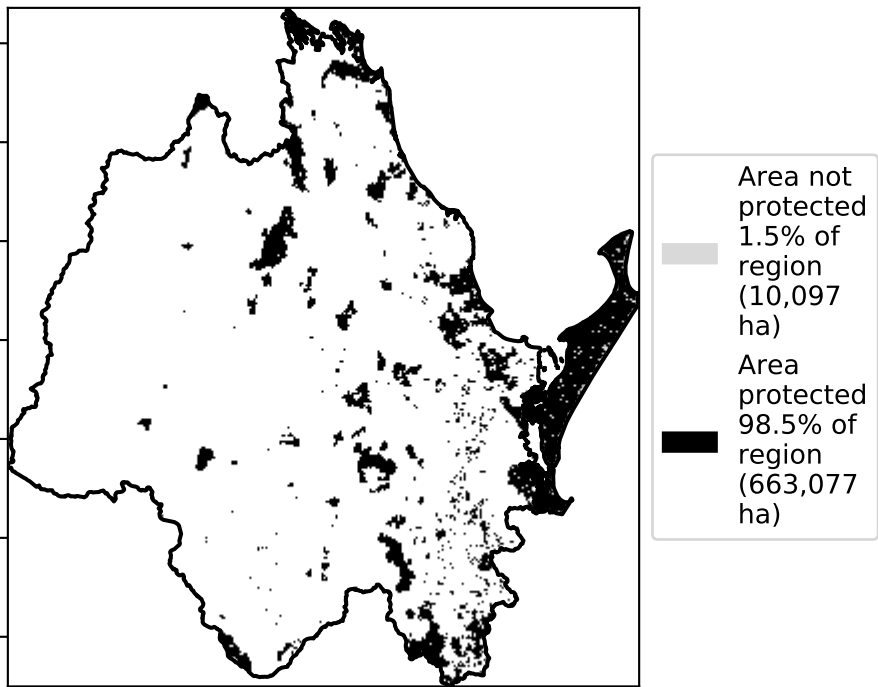 Area not
protected
1.5% of
region
(10,097
ha)
Area
protected
98.5% of
region
(663,077
ha)